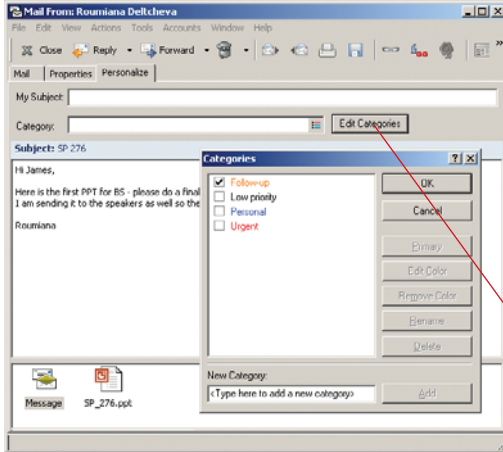 Mail From: Roumiana Deltcheva
File Edit View Actions Tools Accounts Window Help
Close Reply Forward
Mail Properties Personalize
My Subject:
Category: Edit Categories
Subject: SP 276
Hi James,
Here is the first PPT for BS - please do a final
I am sending it to the speakers as well so the
Roumiana
Categories
Follow-up
Low priority
Personal
Urgent
OK
Cancel
Primary
Edit Color
Remove Color
Rename
Delete
New Category:
<Type here to add a new category>
Add
Message SP_276.ppt